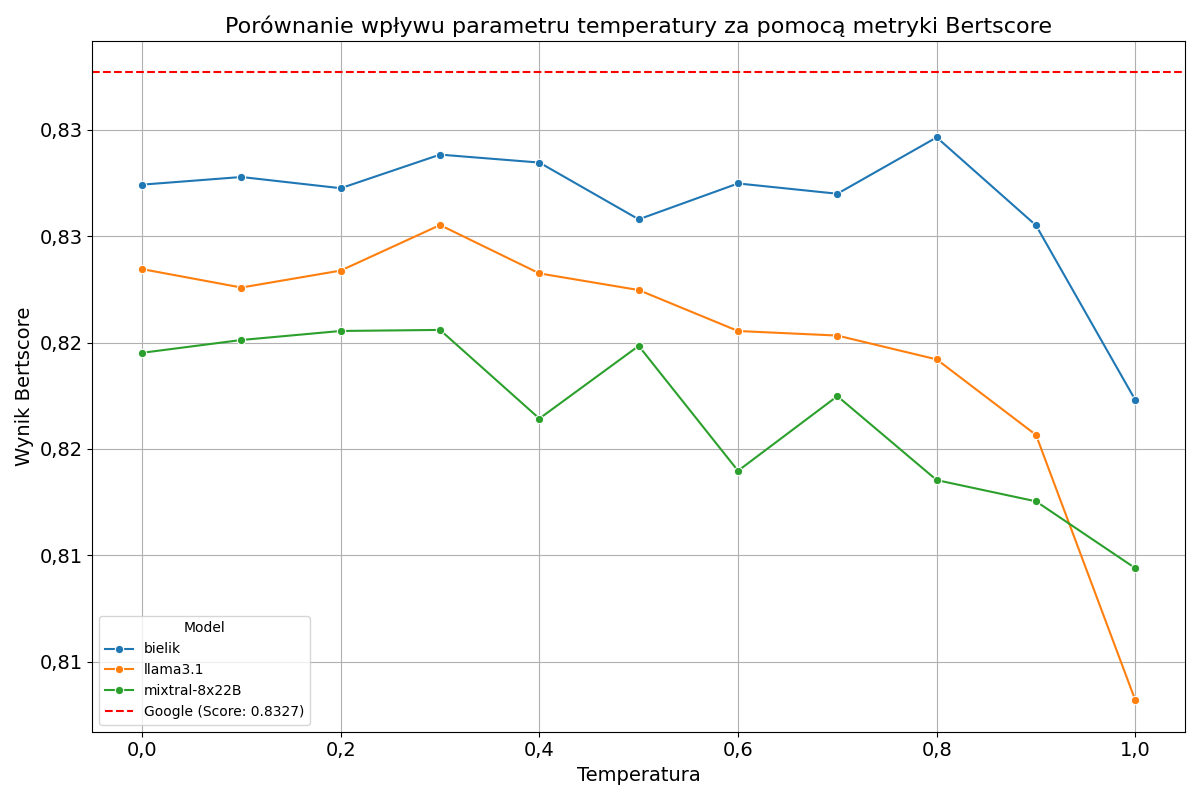 Porównanie wpływu parametru temperatury za pomocą metryki Bertscore
Wynik Bertscore
0,83
0,83
0,82
0,82
0,81
0,81
Model
bielik
llama3.1
mixtral-8x22B
Google (Score: 0.8327)
0,0 0,2 0,4 0,6 0,8 1,0
Temperatura